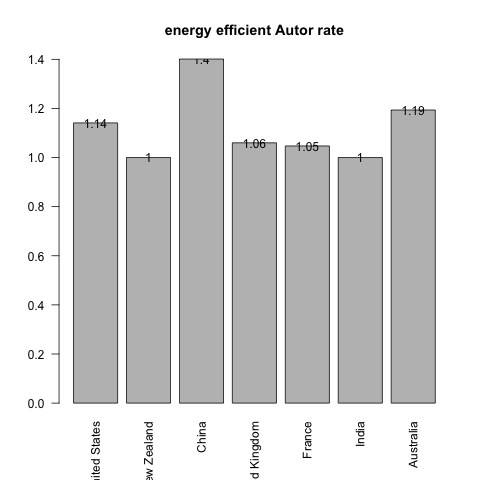 energy efficient Autor rate
1.4
1.2
1.0
0.8
0.6
0.4
0.2
0.0
1.14
1
1.4
1.06
1.05
1
1.19
ited States
w Zealand
China
d Kingdom
France
India
Australia